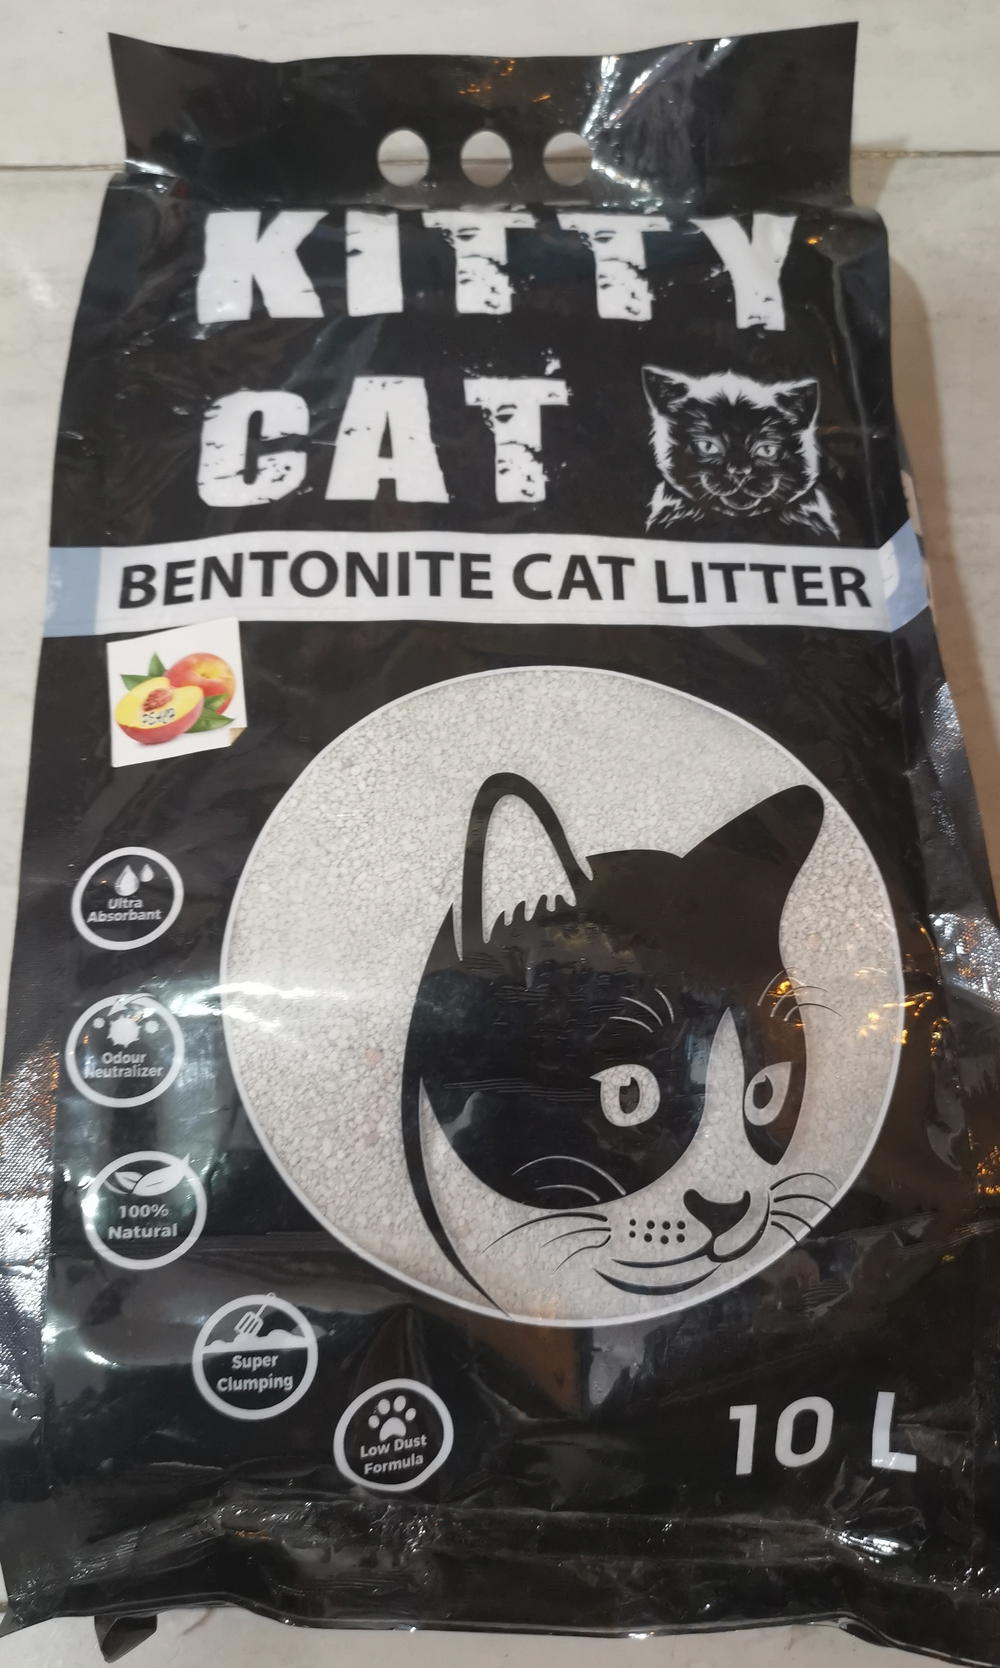 KITTY
CAT
BENTONITE CAT LITTER
Ultra
Absorbant
Odour
Neutralizer
100%
Natural
Super
Clumping
Low Dust
Formula
10 L